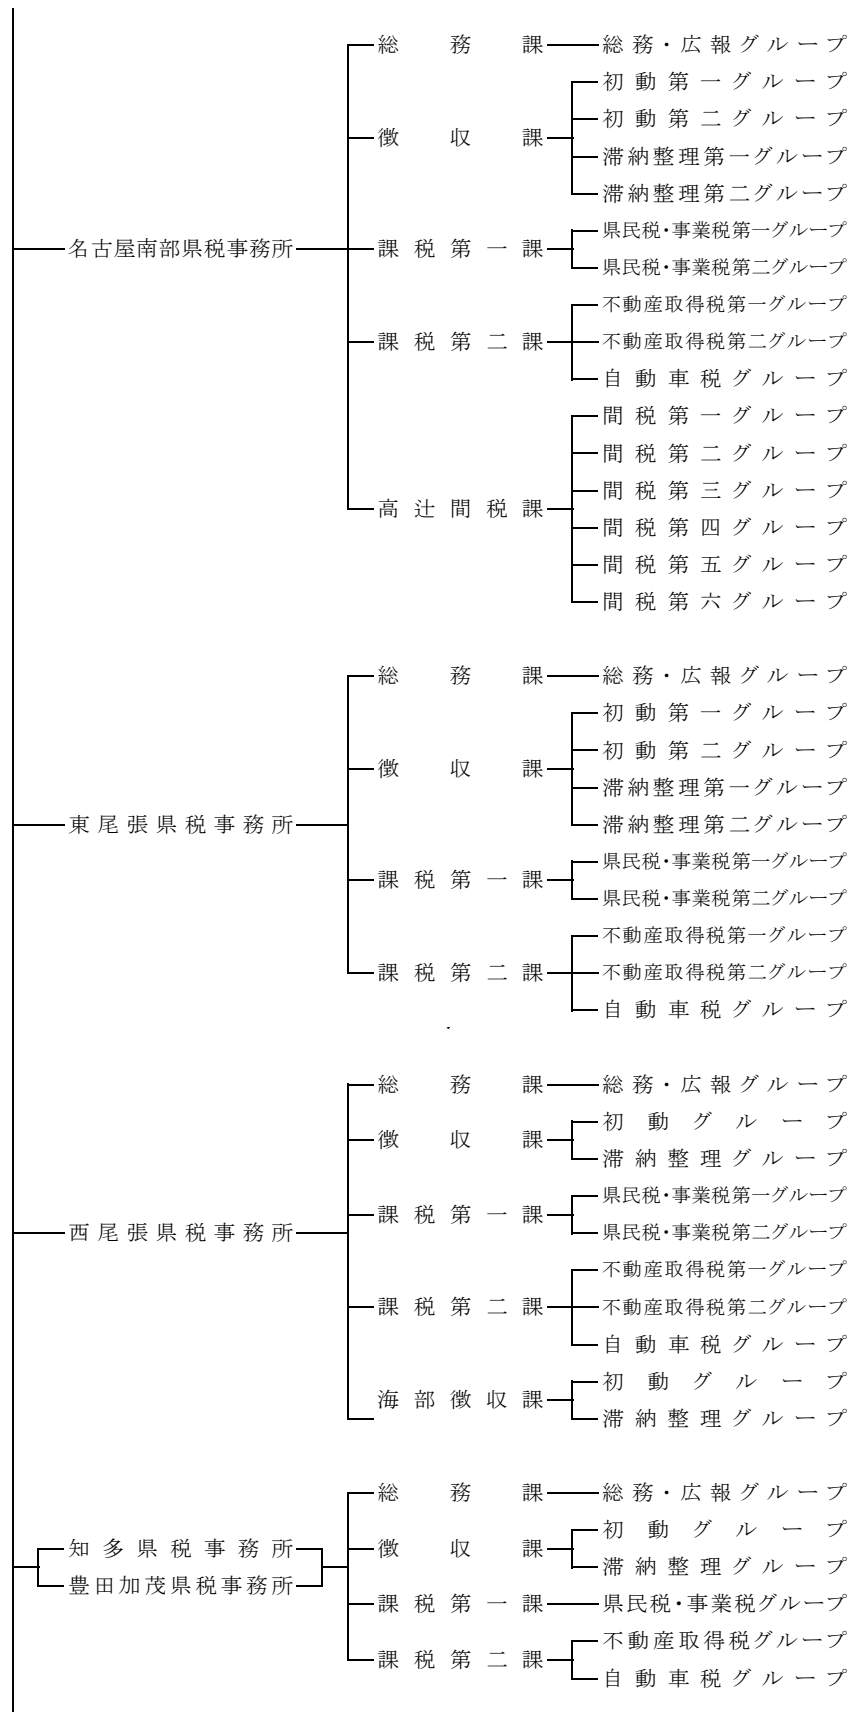 総務課 総務・広報グループ
初動第一グループ
初動第二グループ
徴収課
滞納整理第一グループ
滞納整理第二グループ
県民税・事業税第一グループ
名古屋南部県税事務所 課税第一課
県民税・事業税第二グループ
不動産取得税第一グループ
課税第二課 不動産取得税第二グループ
自動車税グループ
間税第一グループ
間税第二グループ
間税第三グループ
高辻間税課
間税第四グループ
間税第五グループ
間税第六グループ
総務課 総務・広報グループ
初動第一グループ
初動第二グループ
徴収課
滞納整理第一グループ
東尾張県税事務所 滞納整理第二グループ
県民税・事業税第一グループ
課税第一課
県民税・事業税第二グループ
不動産取得税第一グループ
課税第二課 不動産取得税第二グループ
自動車税グループ
総務課 総務・広報グループ
初動グループ
徴収課
滞納整理グループ
県民税・事業税第一グループ
課税第一課
西尾張県税事務所 県民税・事業税第二グループ
不動産取得税第一グループ
課税第二課 不動産取得税第二グループ
自動車税グループ
初動グループ
海部徴収課
滞納整理グループ
総務課 総務・広報グループ
初動グループ
知多県税事務所 徴収課
滞納整理グループ
豊田加茂県税事務所
課税第一課 県民税・事業税グループ
不動産取得税グループ
課税第二課
自動車税グループ